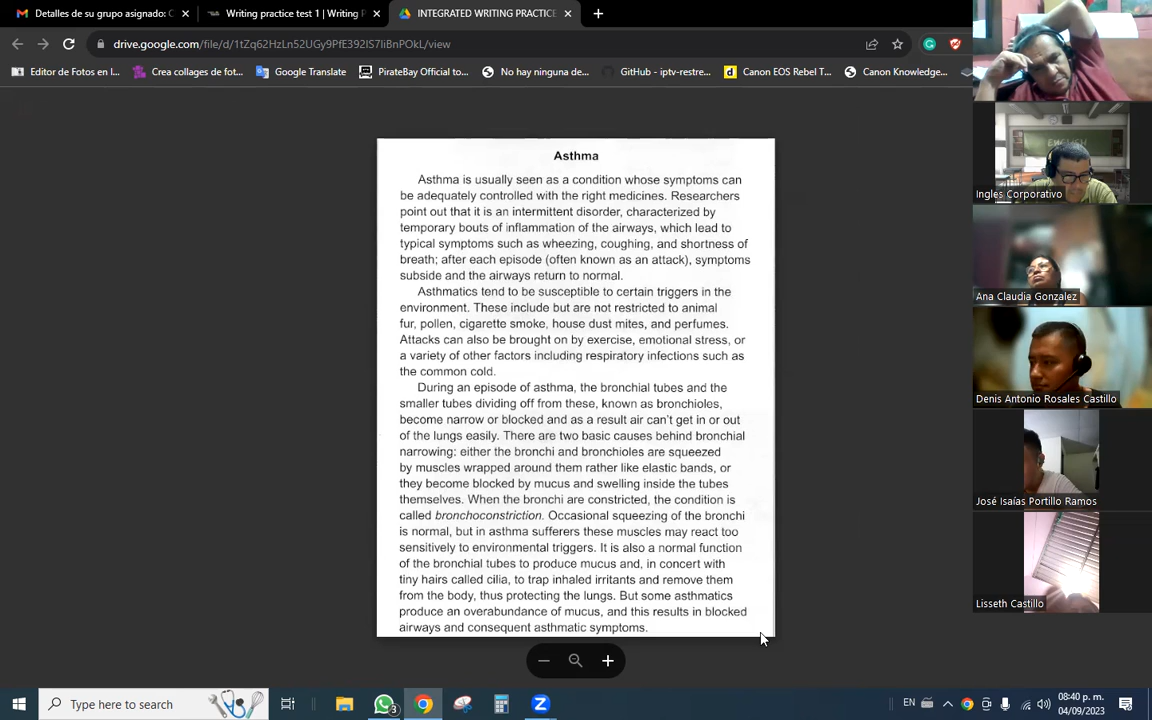 Detalles de su grupo asignado: C
Writing practice test 1 | Writing P
INTEGRATED WRITING PRACTICE
drive.google.com/file/d/1tZq62HzLn52UGy9PfE392IS7IiBnPOkL/view
Editor de Fotos en l...
Crea collages de fot...
Google Translate
PirateBay Official to...
No hay ninguna de...
GitHub - iptv-restre...
Canon EOS Rebel T...
Canon Knowledge...
Asthma
Asthma is usually seen as a condition whose symptoms can
be adequately controlled with the right medicines. Researchers
point out that it is an intermittent disorder, characterized by
temporary bouts of inflammation of the airways, which lead to
typical symptoms such as wheezing, coughing, and shortness of
breath; after each episode (often known as an attack), symptoms
subside and the airways return to normal.
Asthmatics tend to be susceptible to certain triggers in the
environment. These include but are not restricted to animal
fur, pollen, cigarette smoke, house dust mites, and perfumes.
Attacks can also be brought on by exercise, emotional stress, or
a variety of other factors including respiratory infections such as
the common cold.
During an episode of asthma, the bronchial tubes and the
smaller tubes dividing off from these, known as bronchioles,
become narrow or blocked and as a result air can't get in or out
of the lungs easily. There are two basic causes behind bronchial
narrowing: either the bronchi and bronchioles are squeezed
by muscles wrapped around them rather like elastic bands, or
they become blocked by mucus and swelling inside the tubes
themselves. When the bronchi are constricted, the condition is
called bronchoconstriction. Occasional squeezing of the bronchi
is normal, but in asthma sufferers these muscles may react too
sensitively to environmental triggers. It is also a normal function
of the bronchial tubes to produce mucus and, in concert with
tiny hairs called cilia, to trap inhaled irritants and remove them
from the body, thus protecting the lungs. But some asthmatics
produce an overabundance of mucus, and this results in blocked
airways and consequent asthmatic symptoms.
ENGLISH
Ingles Corporativo
Ana Claudia Gonzalez
Denis Antonio Rosales Castillo
José Isaías Portillo Ramos
Lisseth Castillo
Type here to search
3
EN
08:40 p. m.
04/09/2023